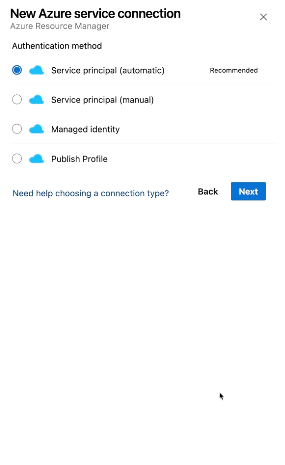 New Azure service connection
Azure Resource Manager
Authentication method
Service principal (automatic) Recommended
Service principal (manual)
Managed identity
Publish Profile
Need help choosing a connection type? Back Next